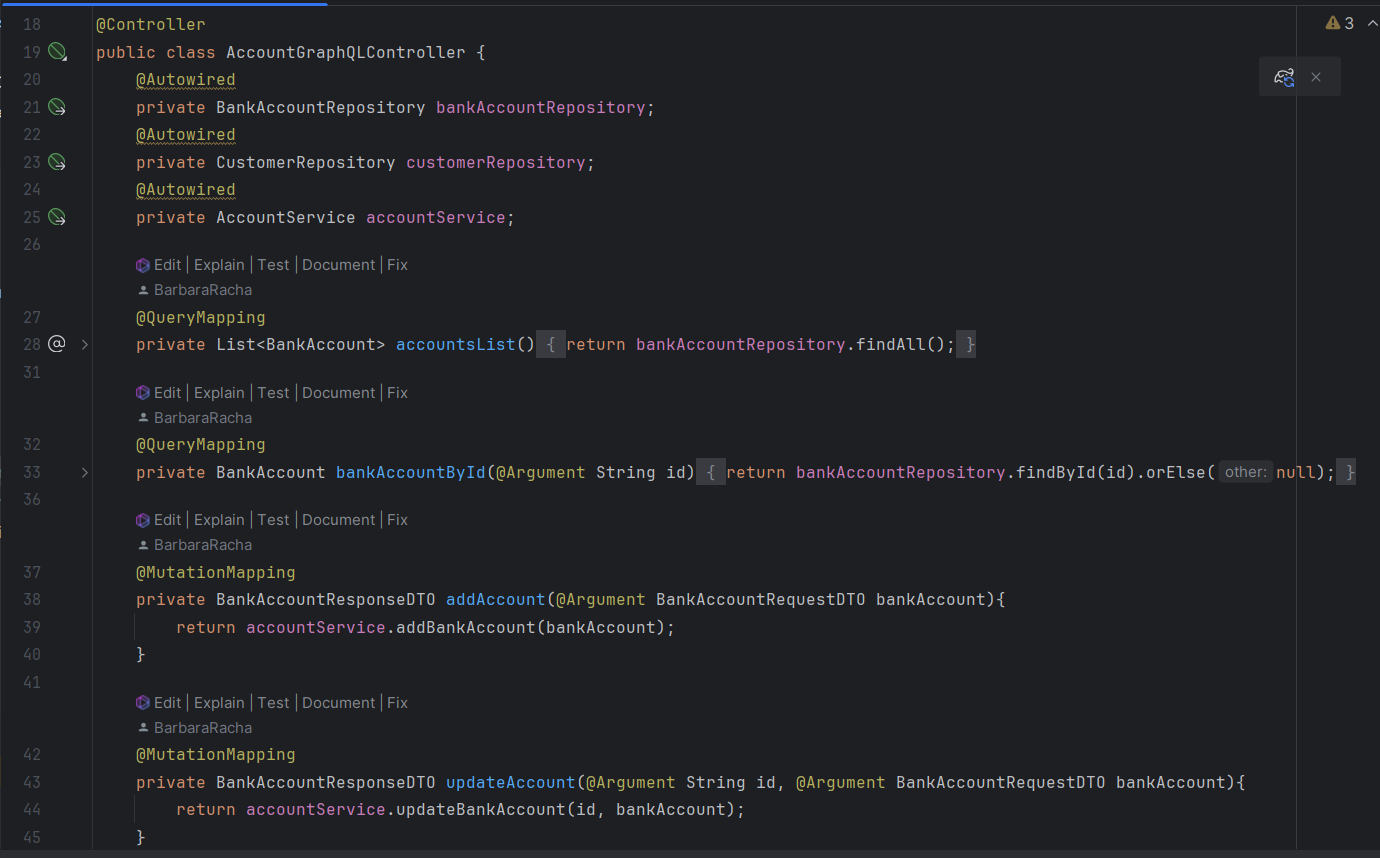 18 @Controller
3
19 public class AccountGraphQLController {
20 @Autowired
21 private BankAccountRepository bankAccountRepository;
22 @Autowired
23 private CustomerRepository customerRepository;
24 @Autowired
25 private AccountService accountService;
26
Edit | Explain | Test | Document | Fix
BarbaraRacha
27 @QueryMapping
28 private List<BankAccount> accountsList() { return bankAccountRepository.findAll(); }
31
Edit | Explain | Test | Document | Fix
BarbaraRacha
32 @QueryMapping
33 private BankAccount bankAccountById(@Argument String id) { return bankAccountRepository.findById(id).orElse( other: null); }
36
Edit | Explain | Test | Document | Fix
BarbaraRacha
37 @MutationMapping
38 private BankAccountResponseDTO addAccount(@Argument BankAccountRequestDTO bankAccount){
39 return accountService.addBankAccount(bankAccount);
40 }
41
Edit | Explain | Test | Document | Fix
BarbaraRacha
42 @MutationMapping
43 private BankAccountResponseDTO updateAccount(@Argument String id, @Argument BankAccountRequestDTO bankAccount){
44 return accountService.updateBankAccount(id, bankAccount);
45 }